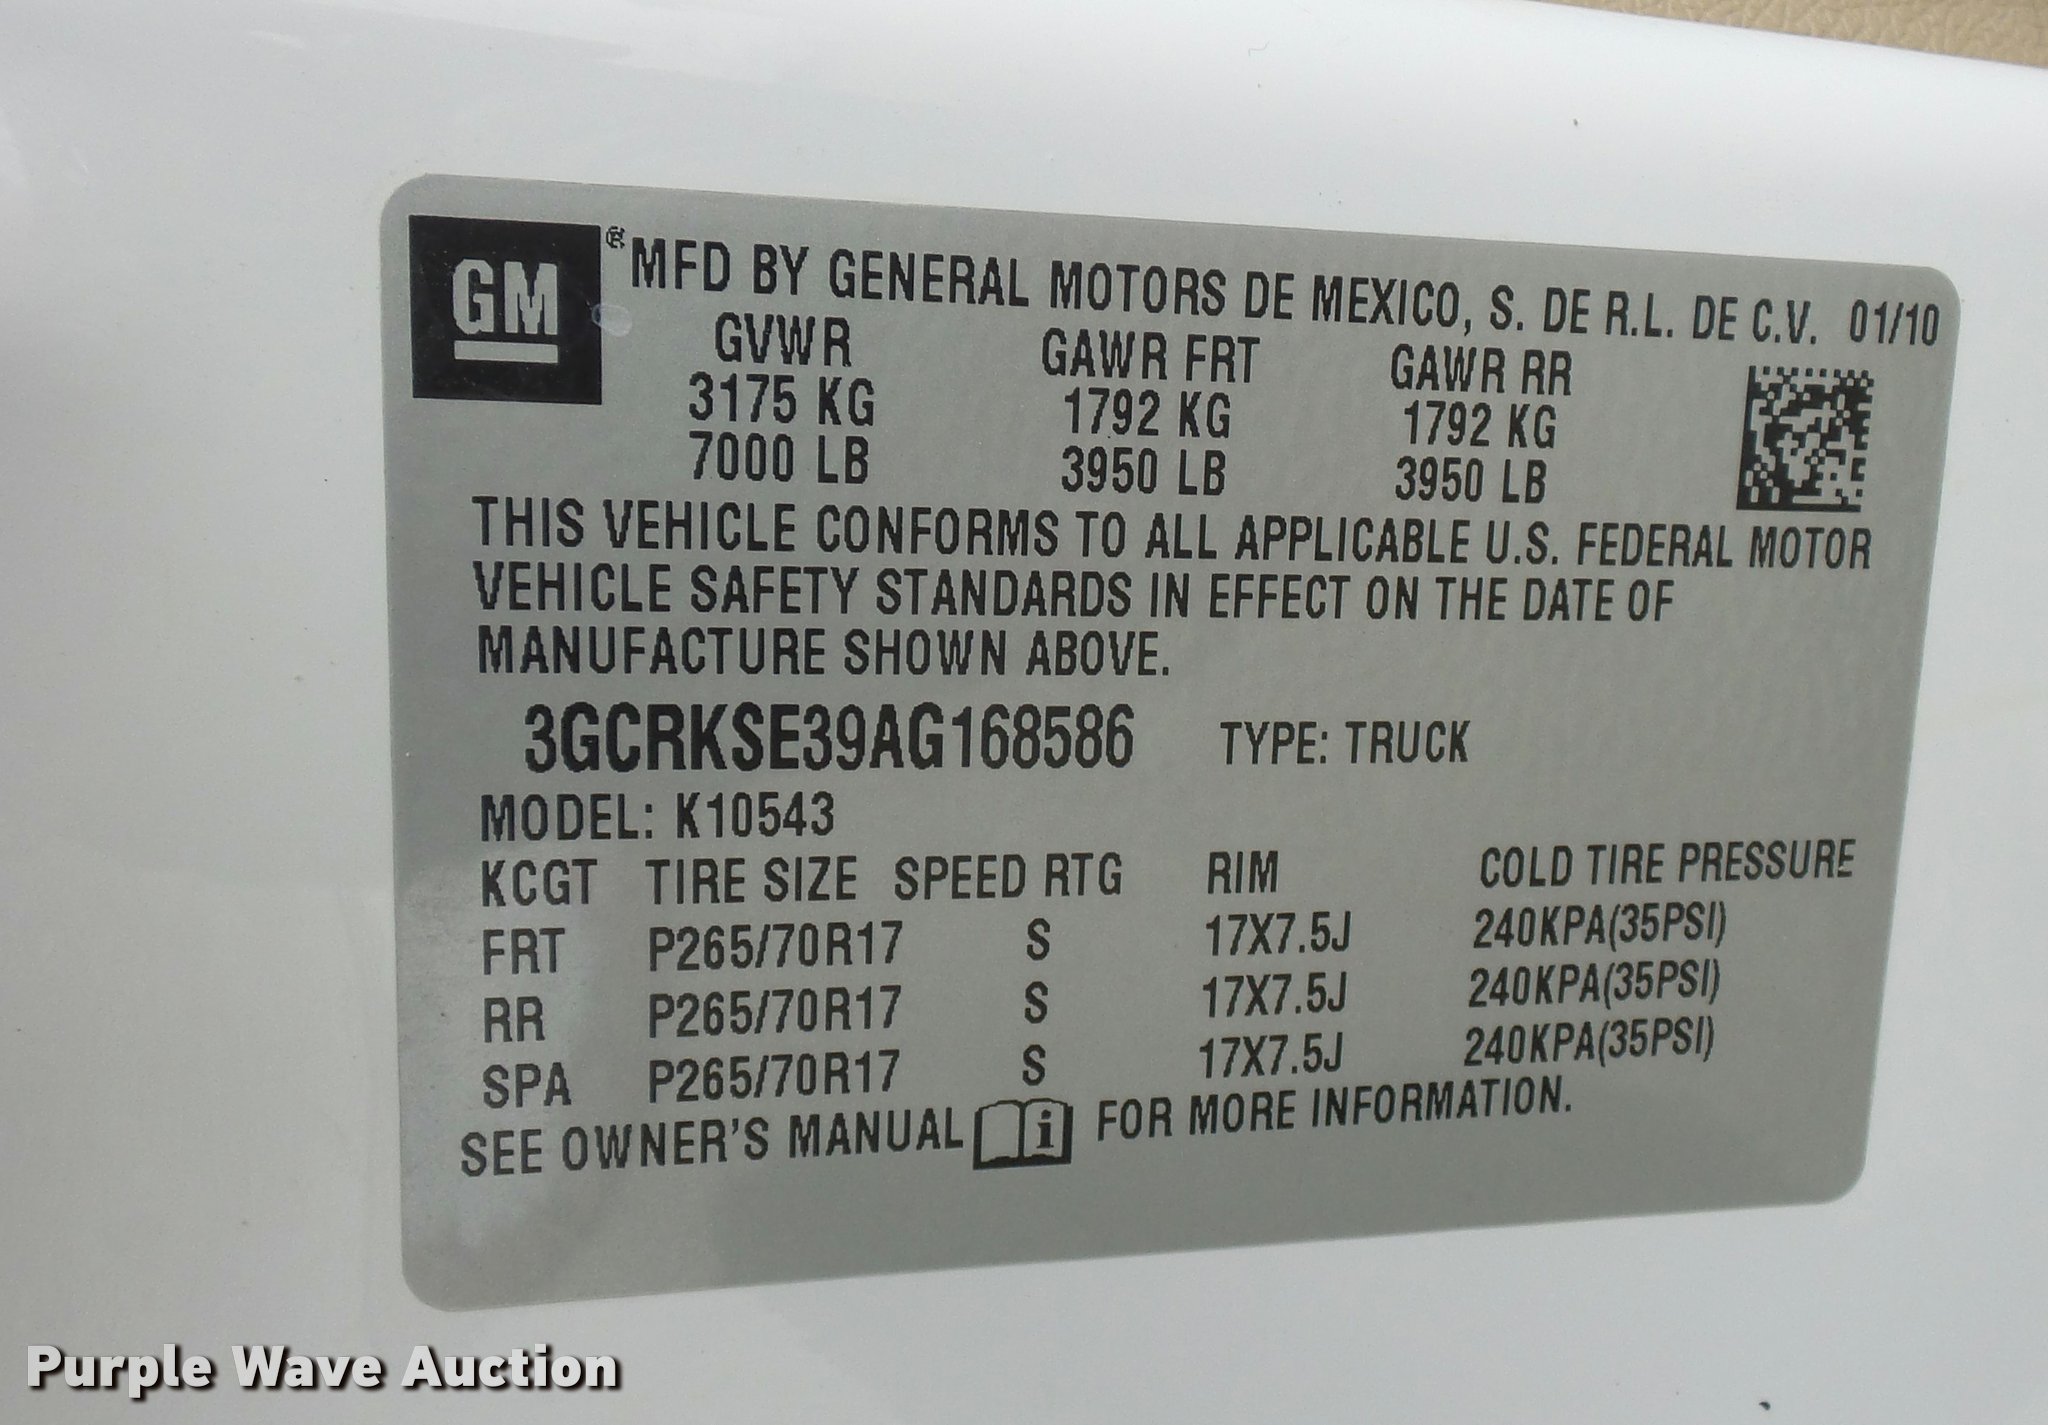 GM® MFD BY GENERAL MOTORS DE MEXICO, S. DE R.L. DE C.V. 01/10
GVWR GAWR FRT GAWR RR
3175 KG 1792 KG 1792 KG
7000 LB 3950 LB 3950 LB
THIS VEHICLE CONFORMS TO ALL APPLICABLE U.S. FEDERAL MOTOR
VEHICLE SAFETY STANDARDS IN EFFECT ON THE DATE OF
MANUFACTURE SHOWN ABOVE.
3GCRKSE39AG168586 TYPE: TRUCK
MODEL: K10543
KCGT TIRE SIZE SPEED RTG RIM COLD TIRE PRESSURE
FRT P265/70R17 S 17X7.5J 240KPA(35PSI)
RR P265/70R17 S 17X7.5J 240KPA(35PSI)
SPA P265/70R17 S 17X7.5J 240KPA(35PSI)
SEE OWNER'S MANUAL i FOR MORE INFORMATION.
Purple Wave Auction